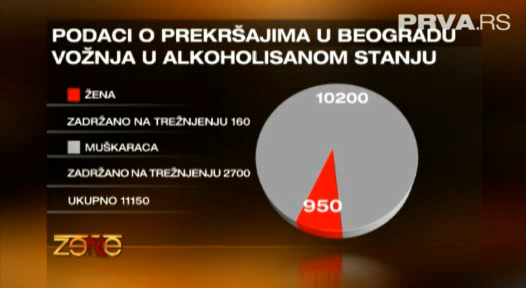 PRVA.RS
PODACI O PREKRŠAJIMA U BEOGRADU
VOŽNJA U ALKOHOLISANOM STANJU
ŽENA
ZADRŽANO NA TREŽNJENJU 160
MUŠKARACA
ZADRŽANO NA TREŽNJENJU 2700
UKUPNO 11150
10200
950